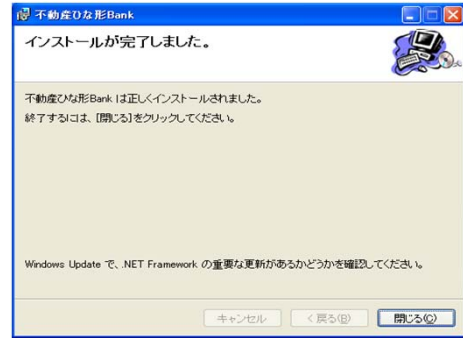 不動産ひな形Bank
インストールが完了しました。
不動産ひな形Bank は正しくインストールされました。
終了するには、[閉じる]をクリックしてください。
Windows Update で、.NET Framework の重要な更新があるかどうかを確認してください。
キャンセル
< 戻る(B)
閉じる(C)